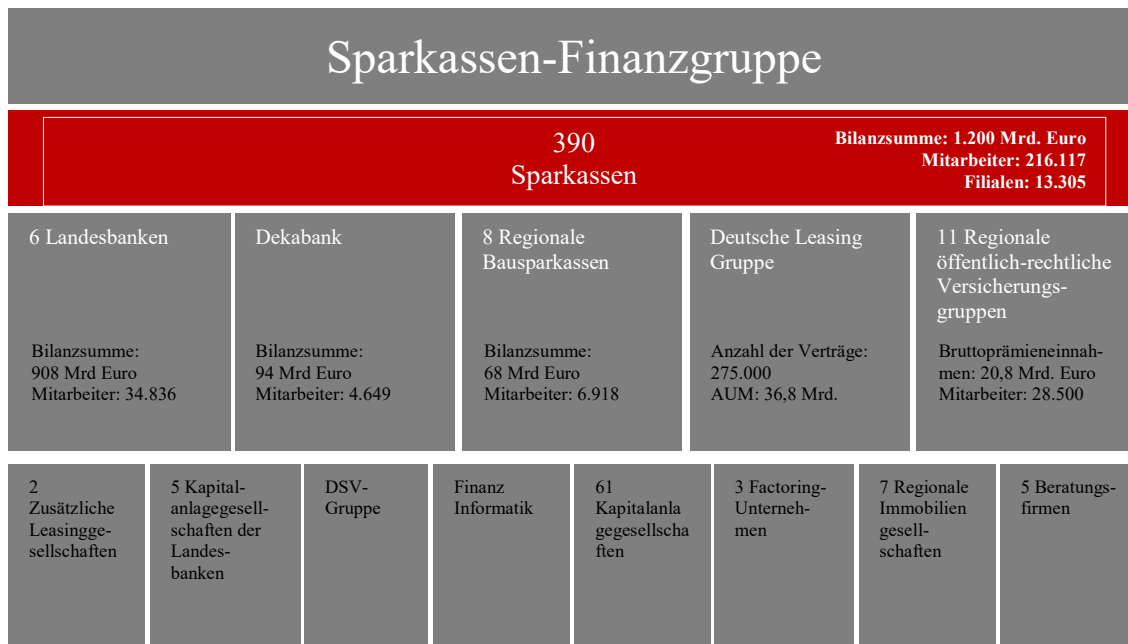 Sparkassen-Finanzgruppe
390
Sparkassen
Bilanzsumme: 1.200 Mrd. Euro
Mitarbeiter: 216.117
Filialen: 13.305
6 Landesbanken
Bilanzsumme:
908 Mrd Euro
Mitarbeiter: 34.836
Dekabank
Bilanzsumme:
94 Mrd Euro
Mitarbeiter: 4.649
8 Regionale
Bausparkassen
Bilanzsumme:
68 Mrd Euro
Mitarbeiter: 6.918
Deutsche Leasing
Gruppe
Anzahl der Verträge:
275.000
AUM: 36,8 Mrd.
11 Regionale
öffentlich-rechtliche
Versicherungs-
gruppen
Bruttoprämieneinnah-
men: 20,8 Mrd. Euro
Mitarbeiter: 28.500
2
Zusätzliche
Leasingge-
sellschaften
5 Kapital-
anlagegesell-
schaften der
Landes-
banken
DSV-
Gruppe
Finanz
Informatik
61
Kapitalanla
gegesellscha
ften
3 Factoring-
Unterneh-
men
7 Regionale
Immobilien
gesell-
schaften
5 Beratungs-
firmen